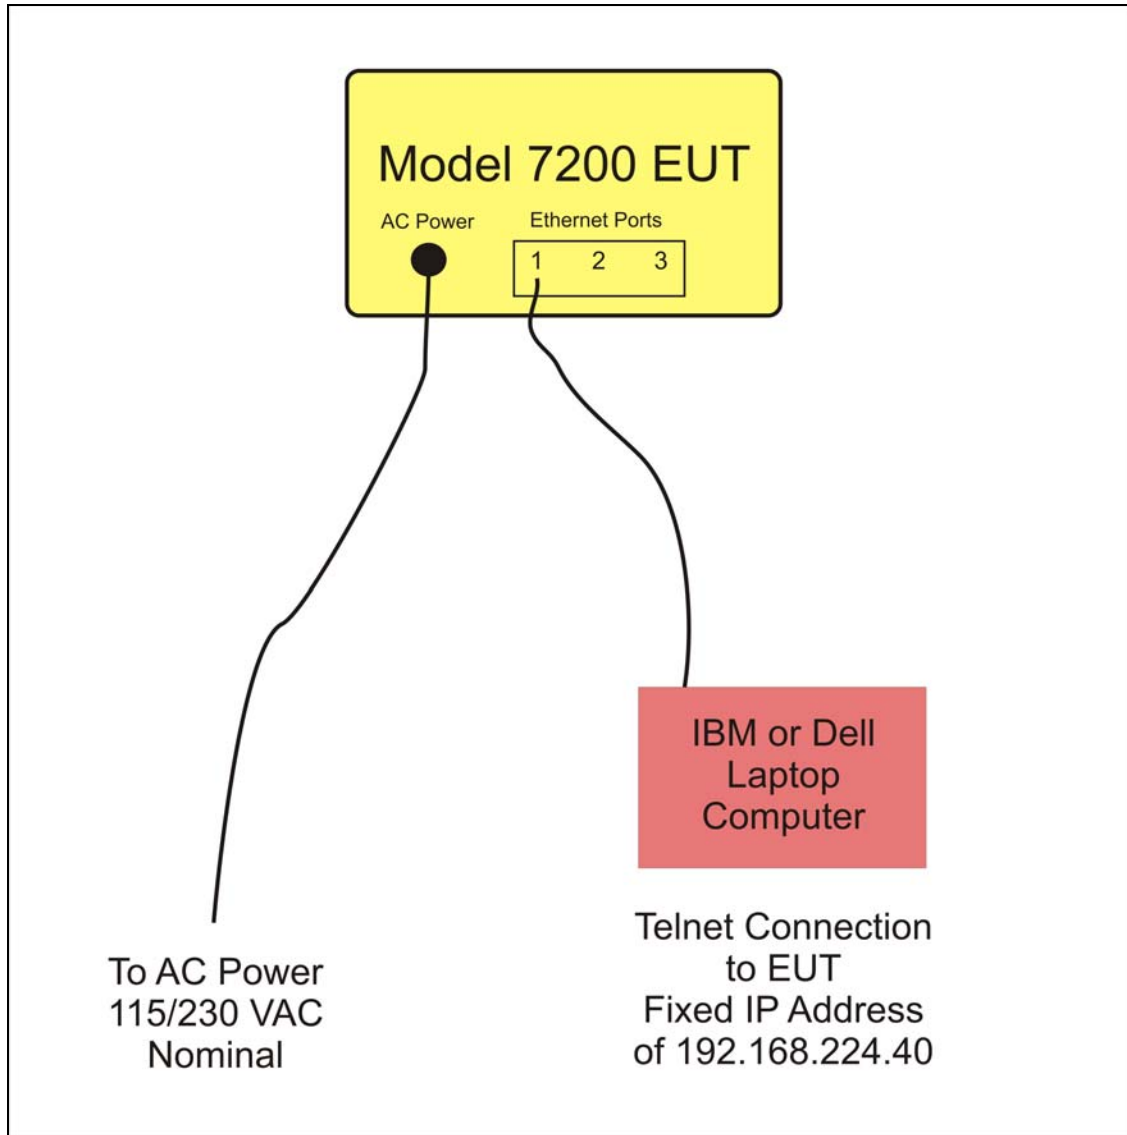 Model 7200 EUT
AC Power
Ethernet Ports
1 2 3
IBM or Dell
Laptop
Computer
Telnet Connection
to EUT
Fixed IP Address
of 192.168.224.40
To AC Power
115/230 VAC
Nominal